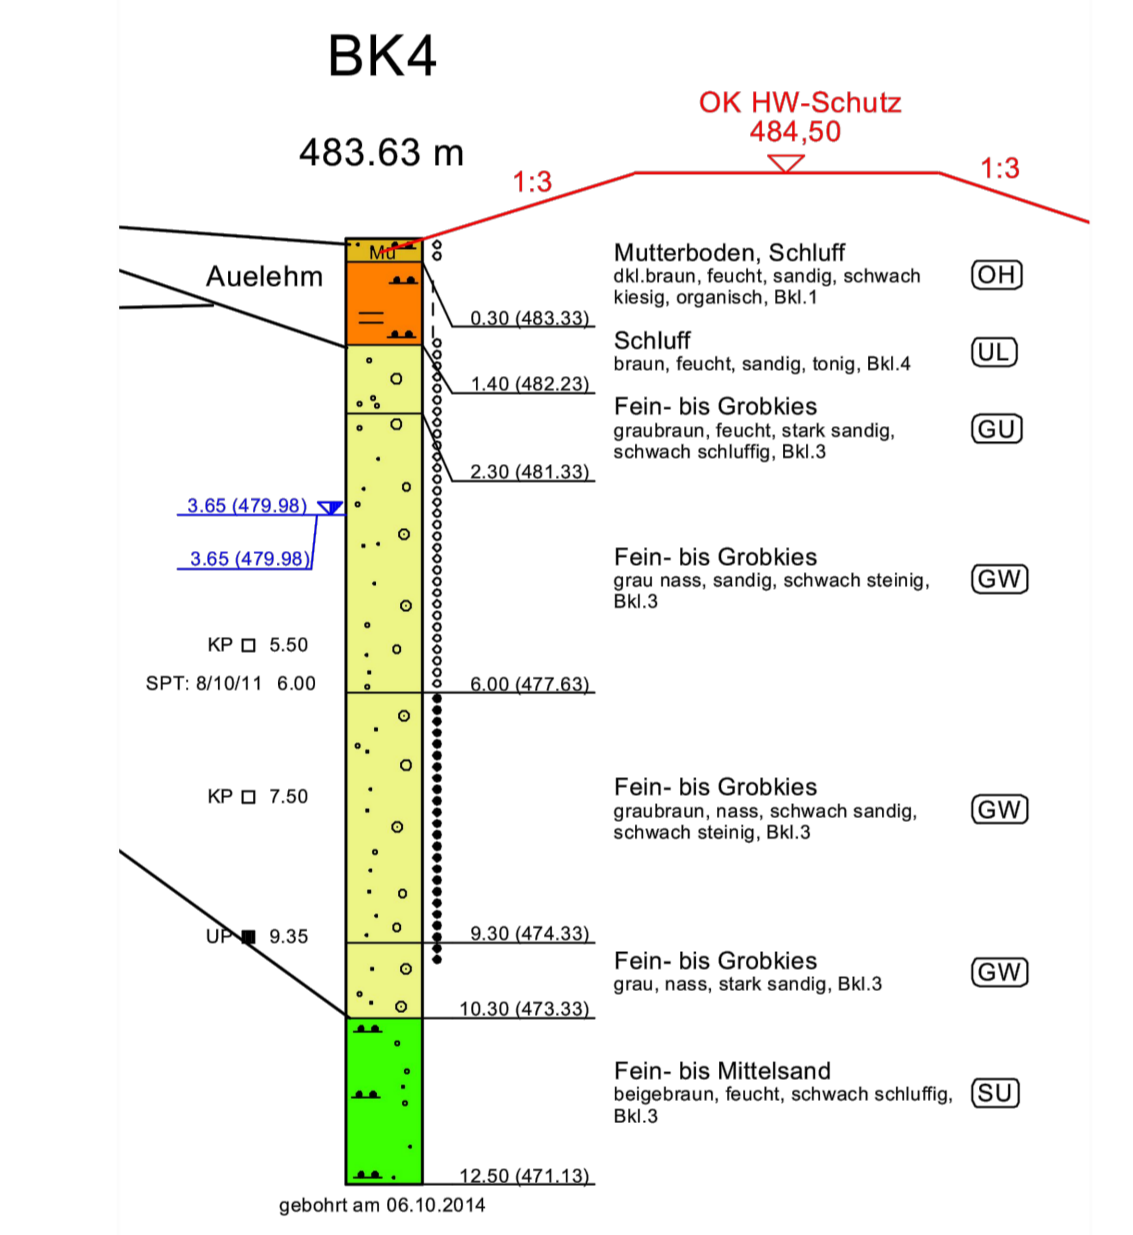 BK4
483.63 m
OK HW-Schutz
484,50
1:3
1:3
Mu
Auelehm
Mutterboden, Schluff
dkl.braun, feucht, sandig, schwach
kiesig, organisch, Bkl.1
OH
0.30 (483.33)
Schluff
braun, feucht, sandig, tonig, Bkl.4
UL
1.40 (482.23)
Fein- bis Grobkies
graubraun, feucht, stark sandig,
schwach schluffig, Bkl.3
GU
2.30 (481.33)
3.65 (479.98)
3.65 (479.98)
Fein- bis Grobkies
grau nass, sandig, schwach steinig,
Bkl.3
GW
KP 5.50
SPT: 8/10/11 6.00
6.00 (477.63)
KP 7.50
Fein- bis Grobkies
graubraun, nass, schwach sandig,
schwach steinig, Bkl.3
GW
UP 9.35
9.30 (474.33)
Fein- bis Grobkies
grau, nass, stark sandig, Bkl.3
GW
10.30 (473.33)
Fein- bis Mittelsand
beigebraun, feucht, schwach schluffig,
Bkl.3
SU
12.50 (471.13)
gebohrt am 06.10.2014